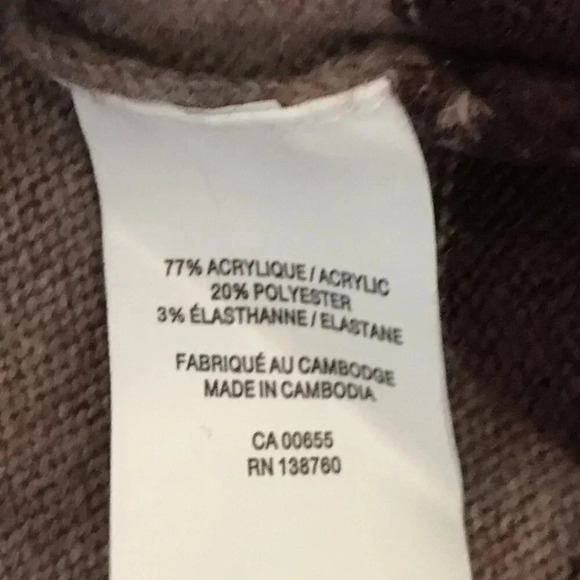 77% ACRYLIQUE / ACRYLIC
20% POLYESTER
3% ÉLASTHANNE / ELASTANE
FABRIQUÉ AU CAMBODGE
MADE IN CAMBODIA
CA 00655
RN 138760